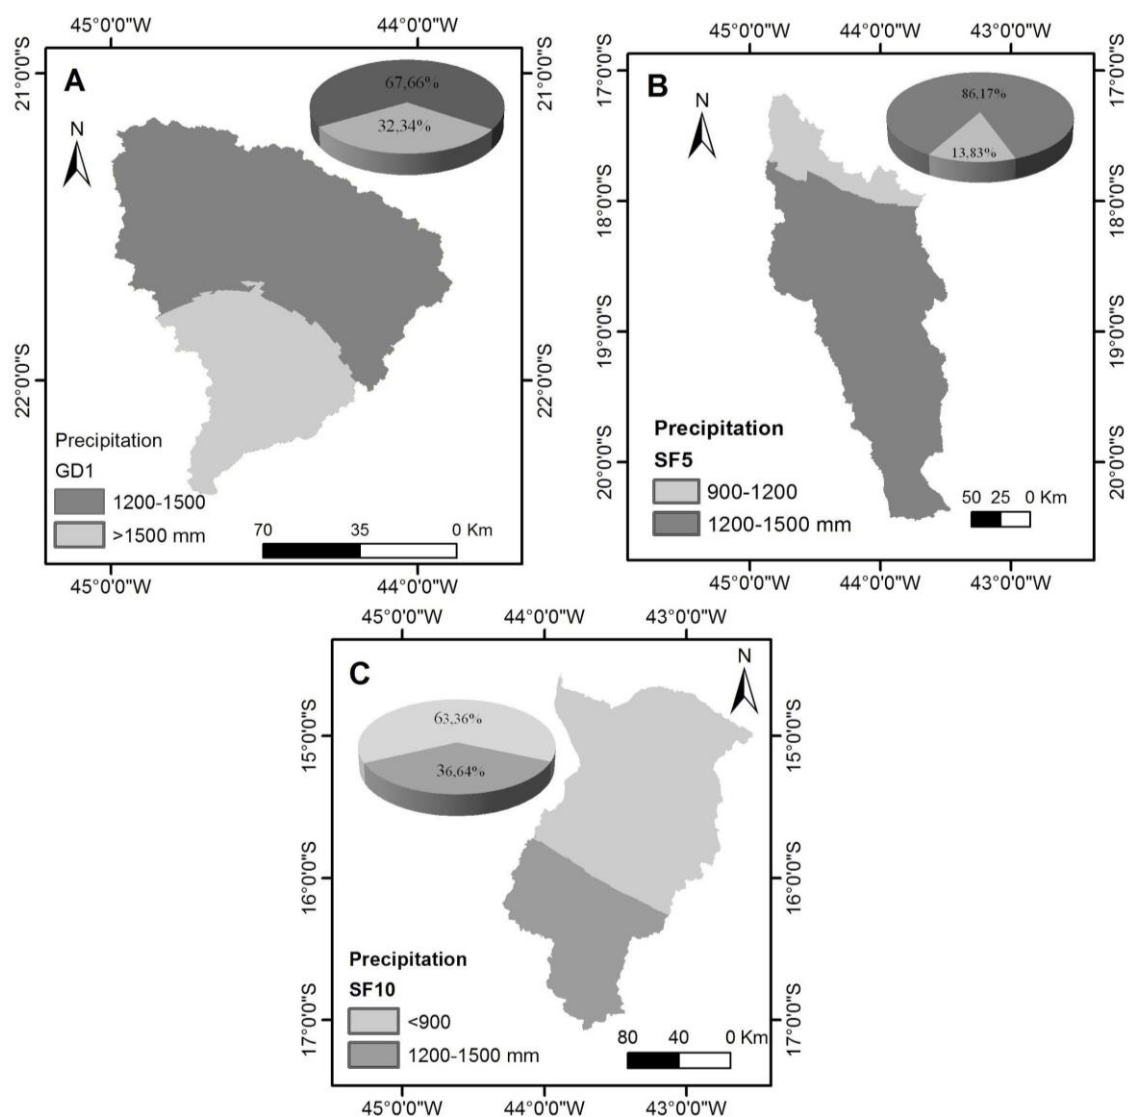 45°0'0"W 44°0'0"W
A
N
67,66%
32,34%
21°0'0"S
22°0'0"S
21°0'0"S
22°0'0"S
Precipitation
GD1
1200-1500
>1500 mm
70 35 0 Km
45°0'0"W 44°0'0"W
45°0'0"W 44°0'0"W 43°0'0"W
B
N
86,17%
13,83%
17°0'0"S
18°0'0"S
19°0'0"S
20°0'0"S
17°0'0"S
18°0'0"S
19°0'0"S
20°0'0"S
Precipitation
SF5
900-1200
1200-1500 mm
50 25 0 Km
45°0'0"W 44°0'0"W 43°0'0"W
45°0'0"W 44°0'0"W 43°0'0"W
C
N
63,36%
36,64%
15°0'0"S
16°0'0"S
17°0'0"S
15°0'0"S
16°0'0"S
17°0'0"S
Precipitation
SF10
<900
1200-1500 mm
80 40 0 Km
45°0'0"W 44°0'0"W 43°0'0"W